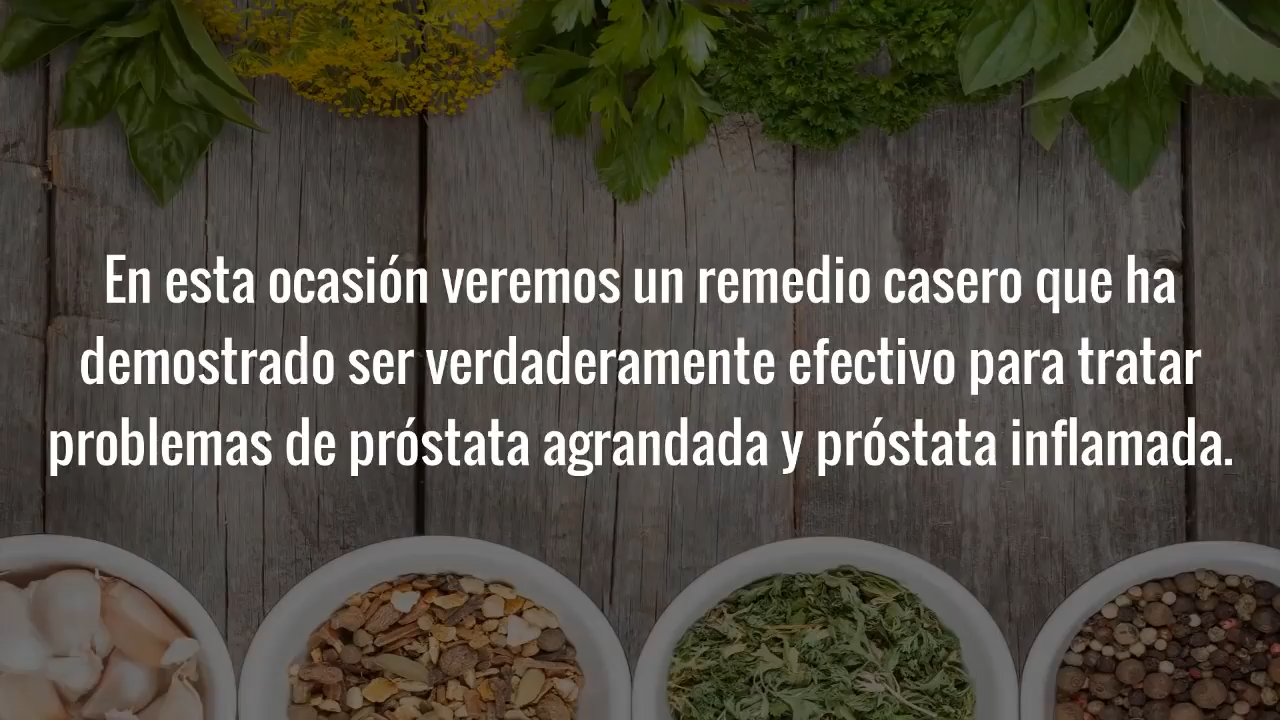 En esta ocasión veremos un remedio casero que ha
demostrado ser verdaderamente efectivo para tratar
problemas de próstata agrandada y próstata inflamada.